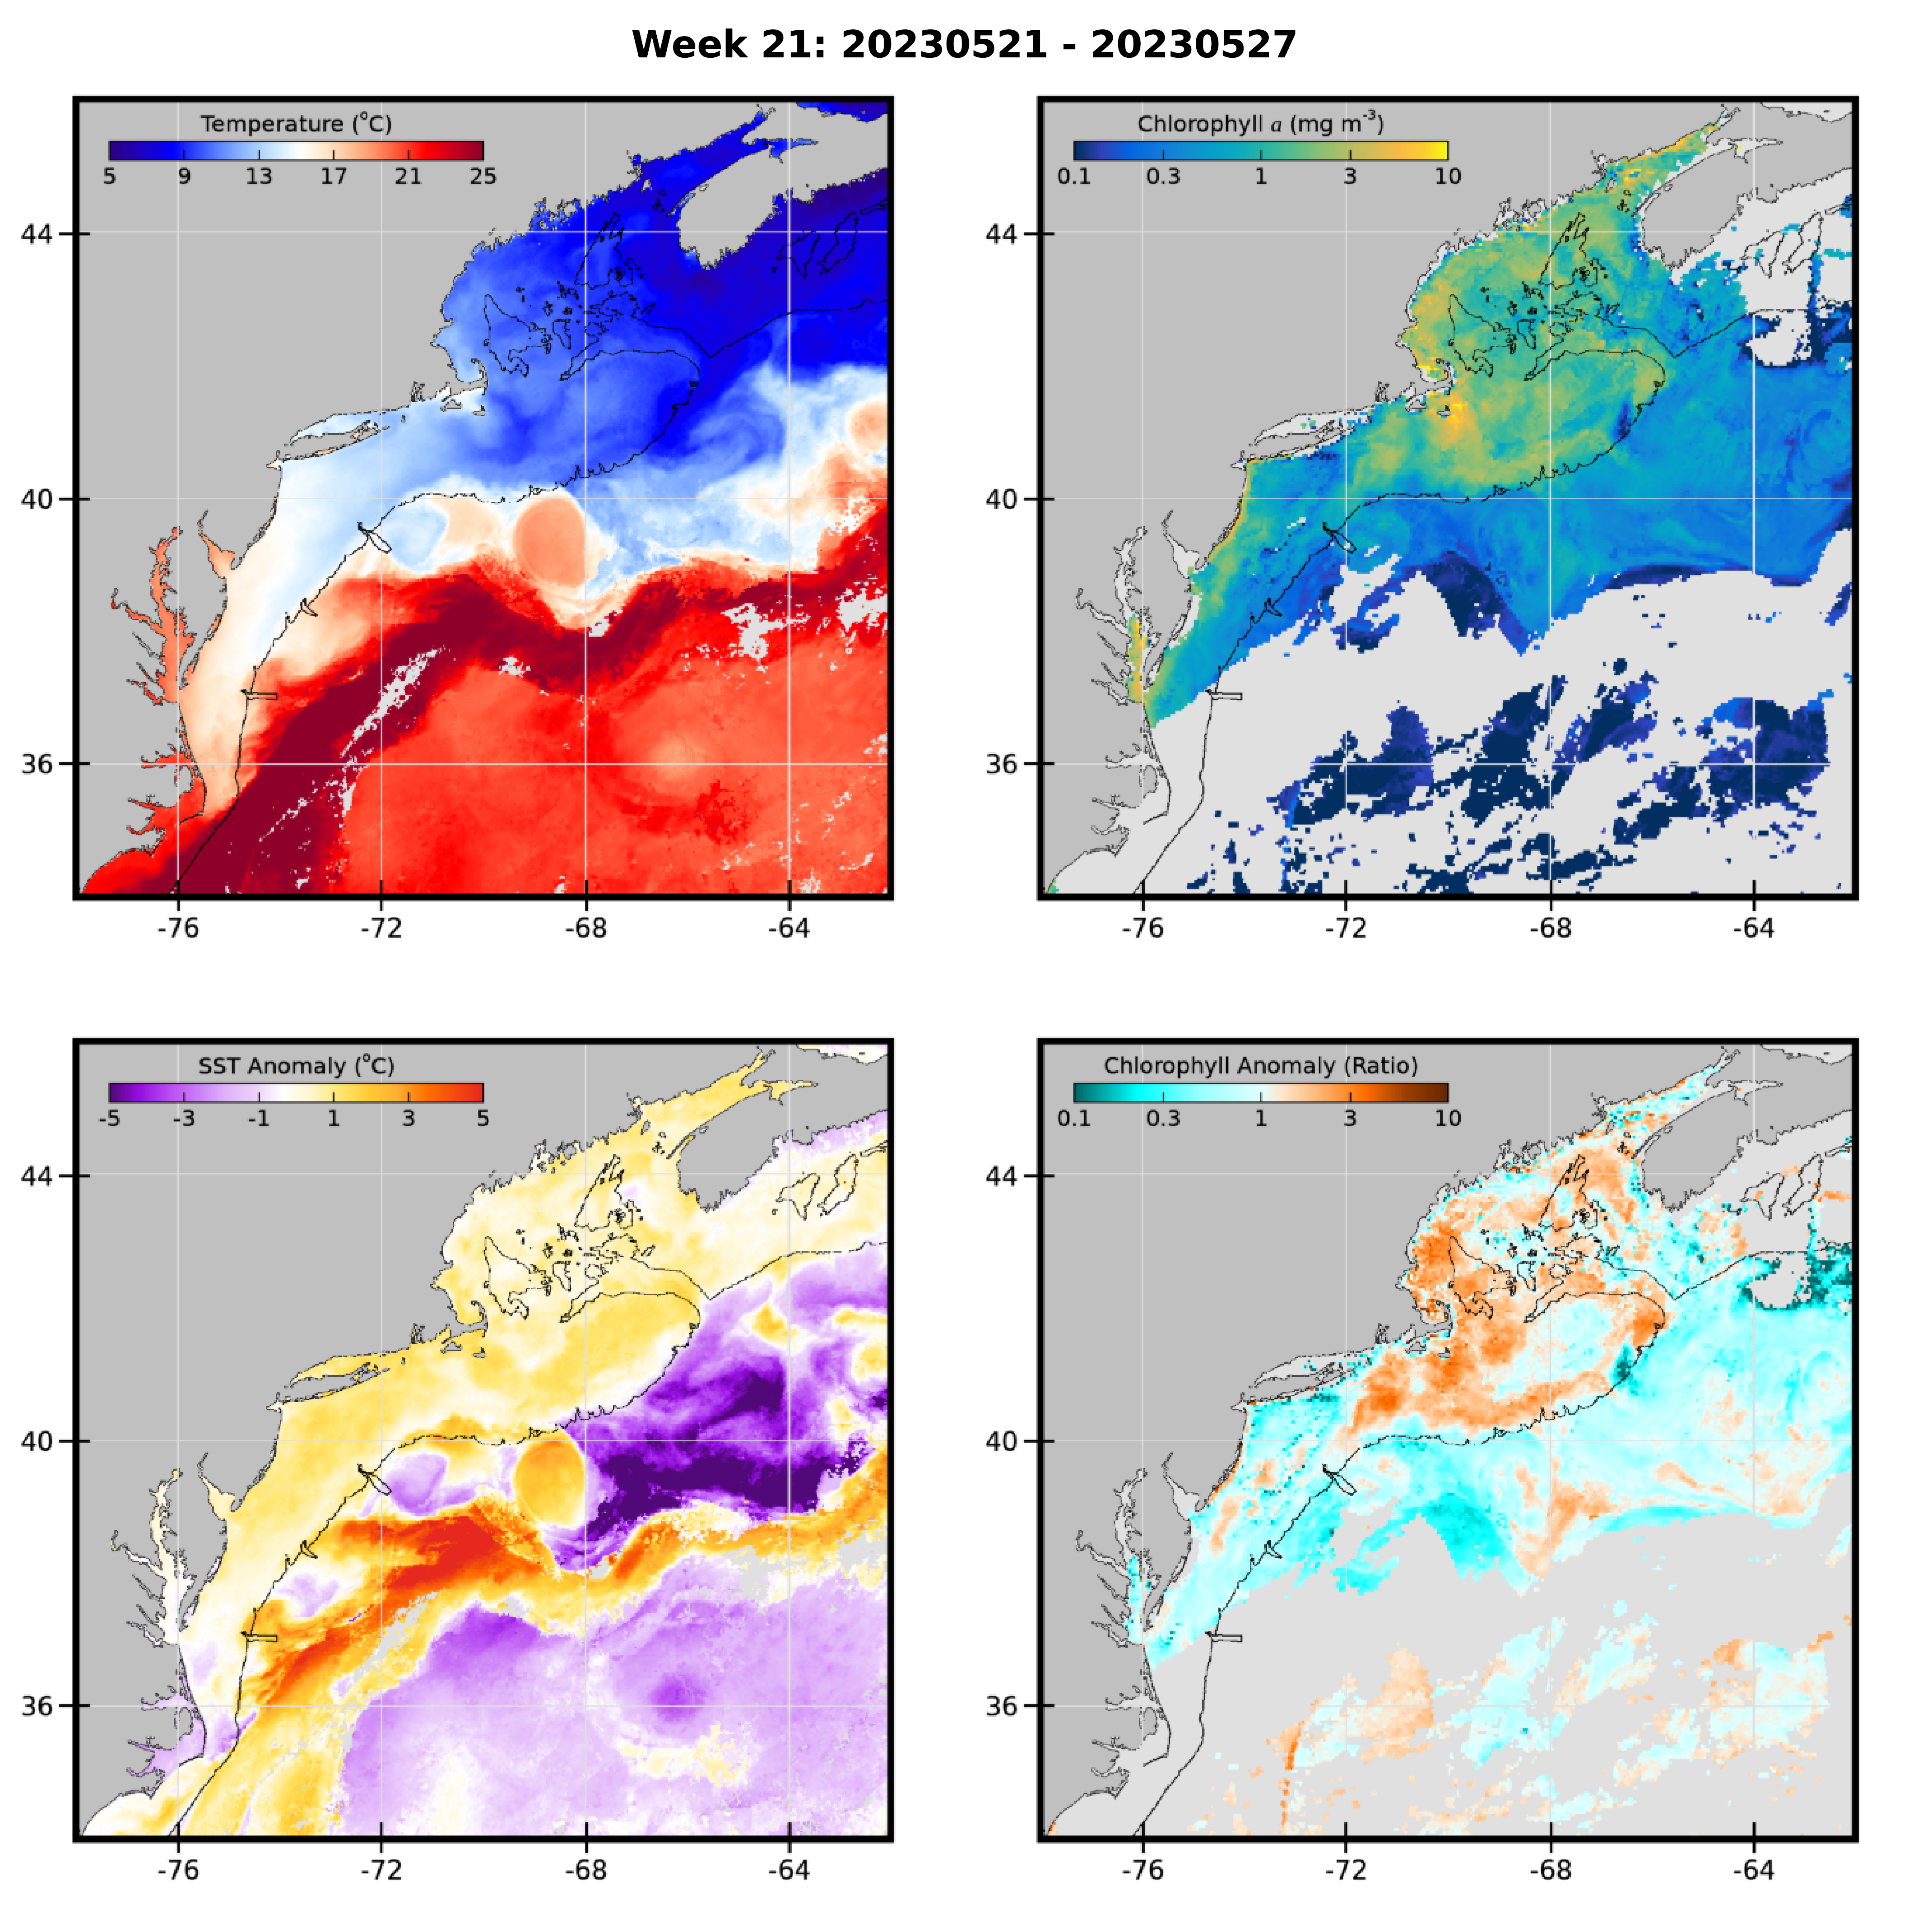 Week 21: 20230521 - 20230527
Temperature (°C)
5 9 13 17 21 25
44
40
36
-76 -72 -68 -64
Chlorophyll a (mg m⁻³)
0.1 0.3 1 3 10
44
40
36
-76 -72 -68 -64
SST Anomaly (°C)
-5 -3 -1 1 3 5
44
40
36
-76 -72 -68 -64
Chlorophyll Anomaly (Ratio)
0.1 0.3 1 3 10
44
40
36
-76 -72 -68 -64